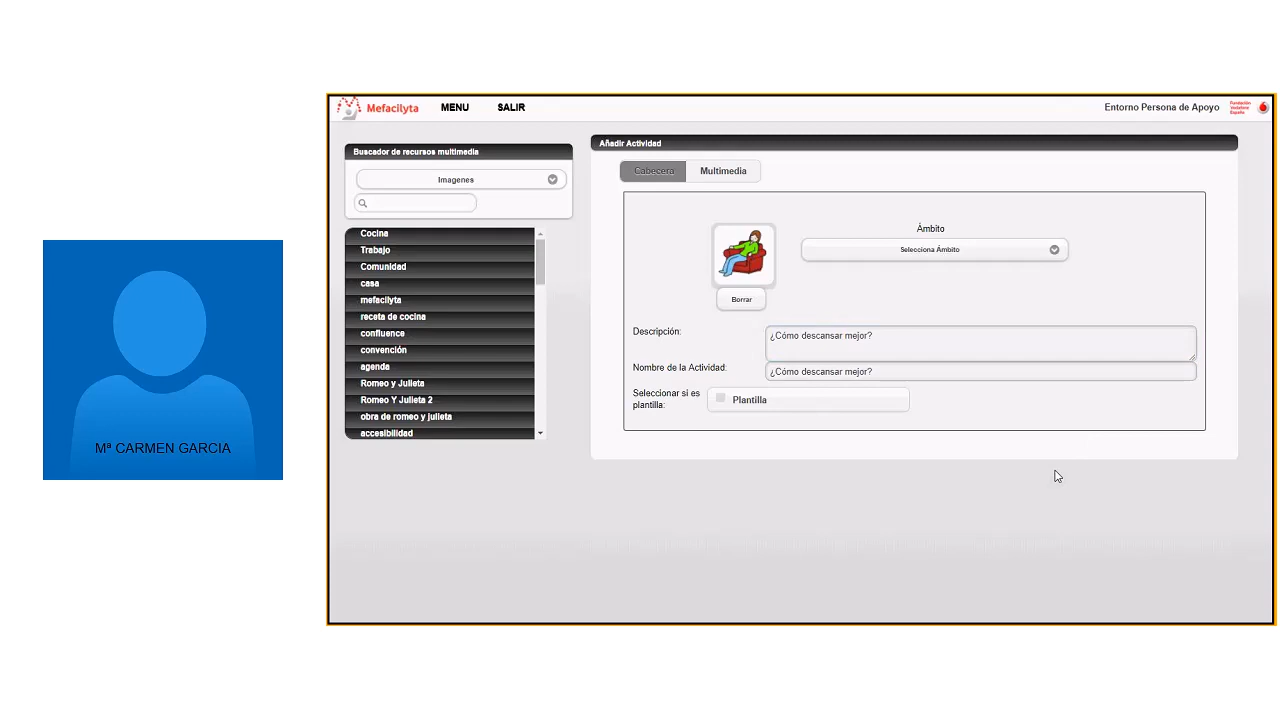 Mª CARMEN GARCIA
Mefacilyta
MENU
SALIR
Entorno Persona de Apoyo
Fundación
Vodafone
España
Buscador de recursos multimedia
Imagenes
Cocina
Trabajo
Comunidad
casa
mefacilyta
receta de cocina
confluence
convención
agenda
Romeo y Julieta
Romeo Y Julieta 2
obra de romeo y julieta
accesibilidad
Añadir Actividad
Cabecera
Multimedia
Ámbito
Selecciona Ámbito
Borrar
Descripción:
¿Cómo descansar mejor?
Nombre de la Actividad:
¿Cómo descansar mejor?
Seleccionar si es
plantilla:
Plantilla